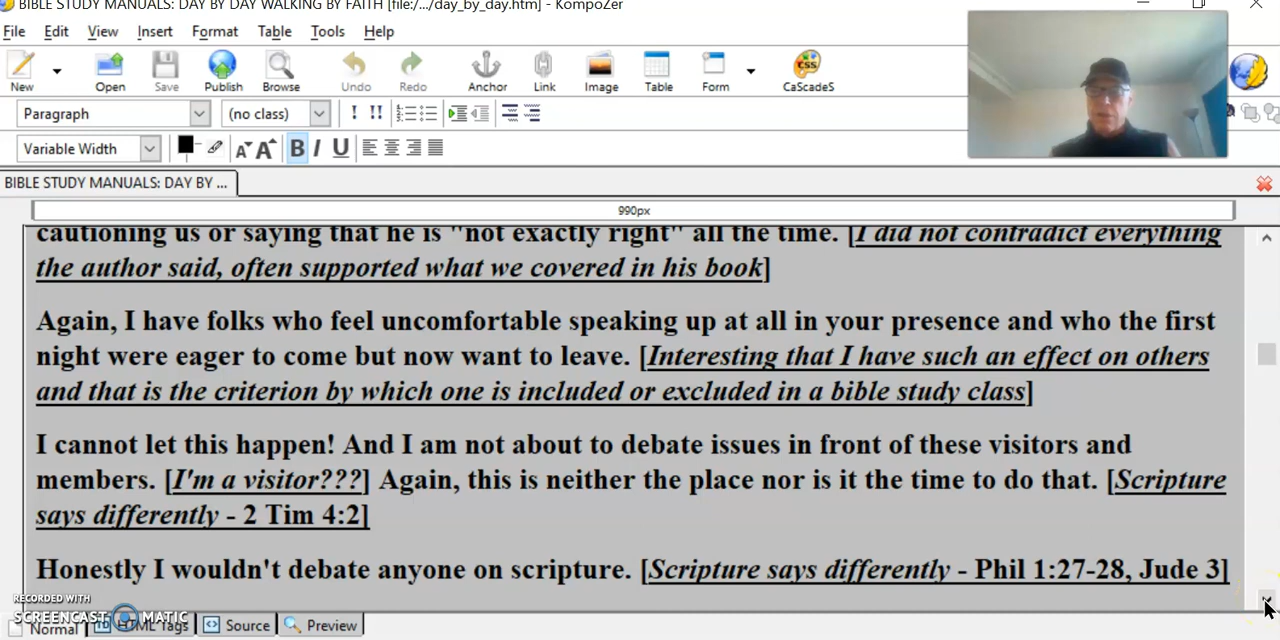 BIBLE STUDY MANUALS: DAY BY DAY WALKING BY FAITH [file:/.../day_by_day.htm] - KompoZer
File Edit View Insert Format Table Tools Help
New Open Save Publish Browse Undo Redo Anchor Link Image Table Form CaScadeS
Paragraph (no class) ! !!
Variable Width A A B I U
BIBLE STUDY MANUALS: DAY BY ...
990px
cautioning us or saying that he is "not exactly right" all the time. [I did not contradict everything
the author said, often supported what we covered in his book]
Again, I have folks who feel uncomfortable speaking up at all in your presence and who the first
night were eager to come but now want to leave. [Interesting that I have such an effect on others
and that is the criterion by which one is included or excluded in a bible study class]
I cannot let this happen! And I am not about to debate issues in front of these visitors and
members. [I'm a visitor???] Again, this is neither the place nor is it the time to do that. [Scripture
says differently - 2 Tim 4:2]
Honestly I wouldn't debate anyone on scripture. [Scripture says differently - Phil 1:27-28, Jude 3]
RECORDED WITH
SCREENCAST MATIC
Normal HTML Tags Source Preview